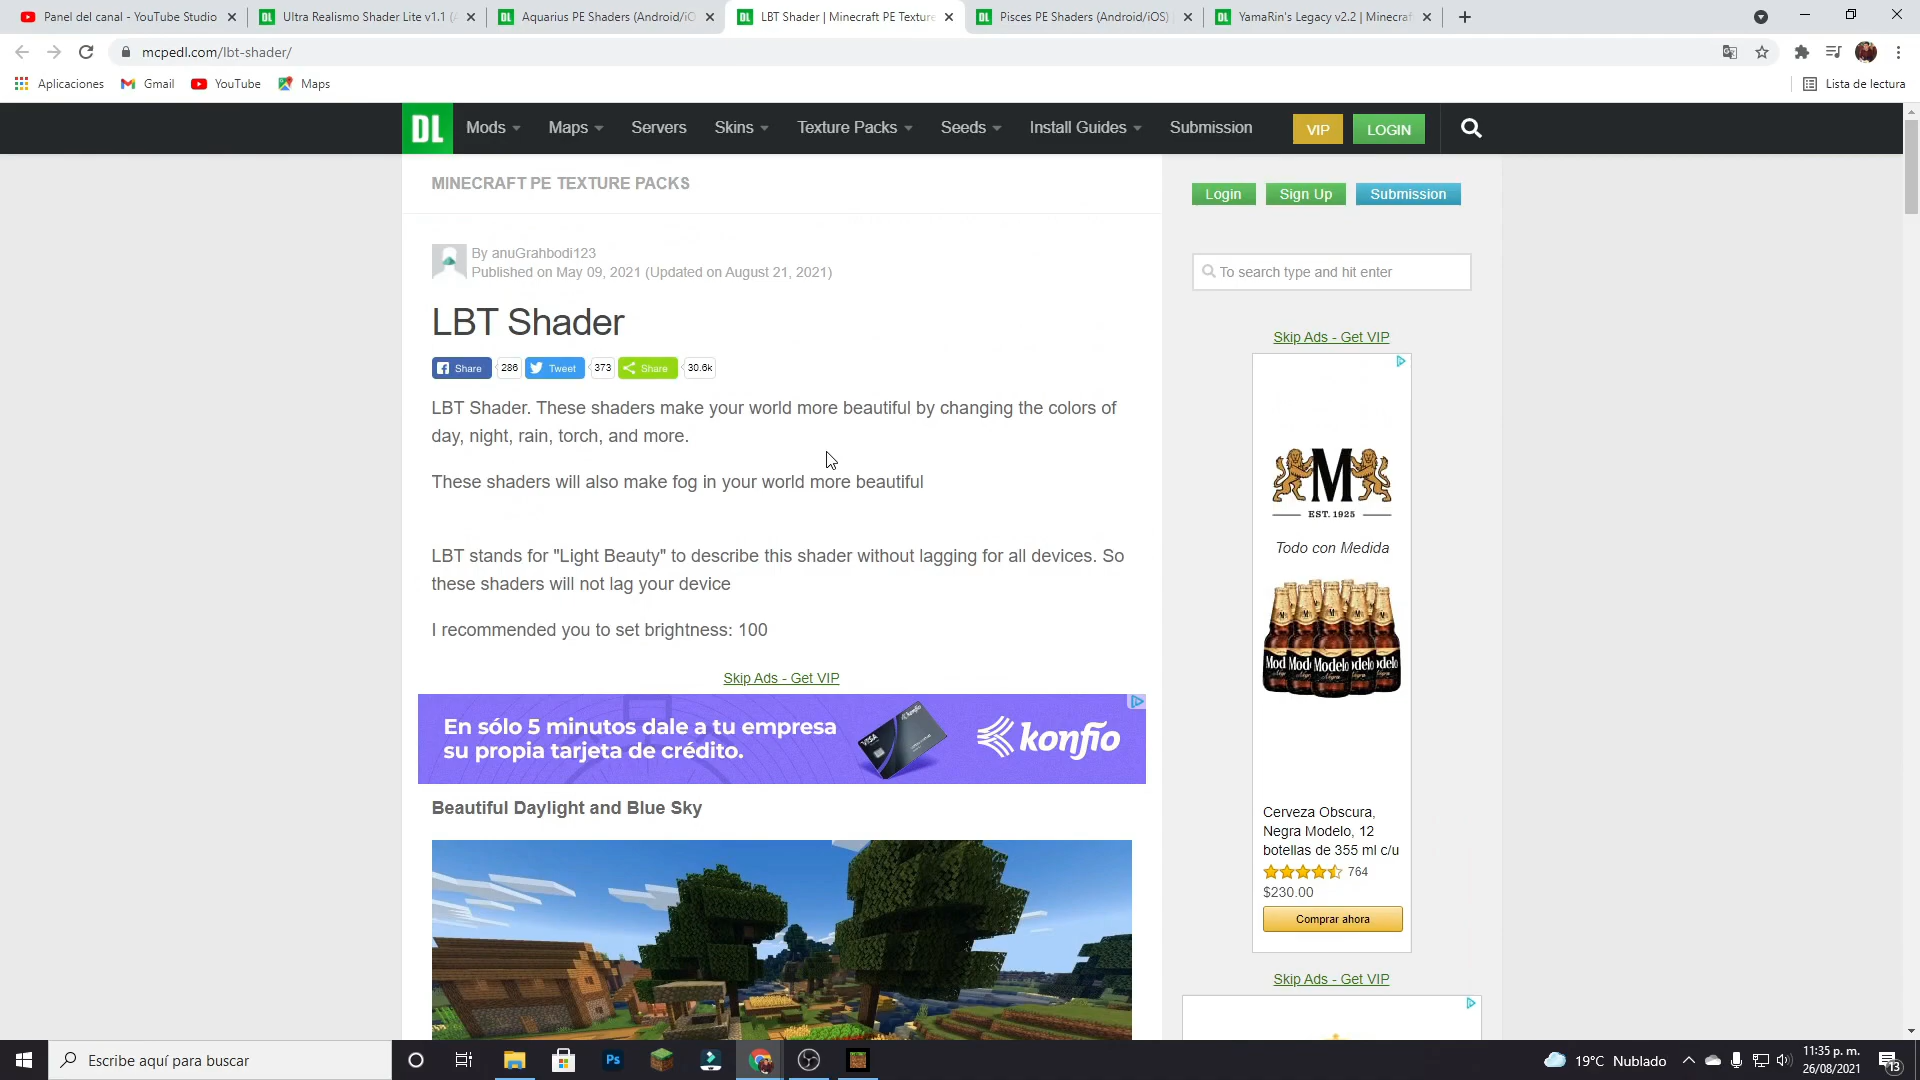 Panel del canal - YouTube Studio
Ultra Realismo Shader Lite v1.1 (A
Aquarius PE Shaders (Android/iO
LBT Shader | Minecraft PE Texture
Pisces PE Shaders (Android/iOS)
YamaRin's Legacy v2.2 | Minecraf
mcpedl.com/lbt-shader/
Aplicaciones
Gmail
YouTube
Maps
Lista de lectura
DL
Mods
Maps
Servers
Skins
Texture Packs
Seeds
Install Guides
Submission
VIP
LOGIN
MINECRAFT PE TEXTURE PACKS
Login
Sign Up
Submission
By anuGrahbodi123
Published on May 09, 2021 (Updated on August 21, 2021)
To search type and hit enter
LBT Shader
Share
286
Tweet
373
Share
30.6k
LBT Shader. These shaders make your world more beautiful by changing the colors of
day, night, rain, torch, and more.
These shaders will also make fog in your world more beautiful
LBT stands for "Light Beauty" to describe this shader without lagging for all devices. So
these shaders will not lag your device
I recommended you to set brightness: 100
Skip Ads - Get VIP
En sólo 5 minutos dale a tu empresa
su propia tarjeta de crédito.
konfío
Beautiful Daylight and Blue Sky
Skip Ads - Get VIP
M
EST. 1925
Todo con Medida
Modelo
Cerveza Obscura,
Negra Modelo, 12
botellas de 355 ml c/u
764
$230.00
Comprar ahora
Skip Ads - Get VIP
Escribe aquí para buscar
Ps
19°C Nublado
11:35 p. m.
26/08/2021
13